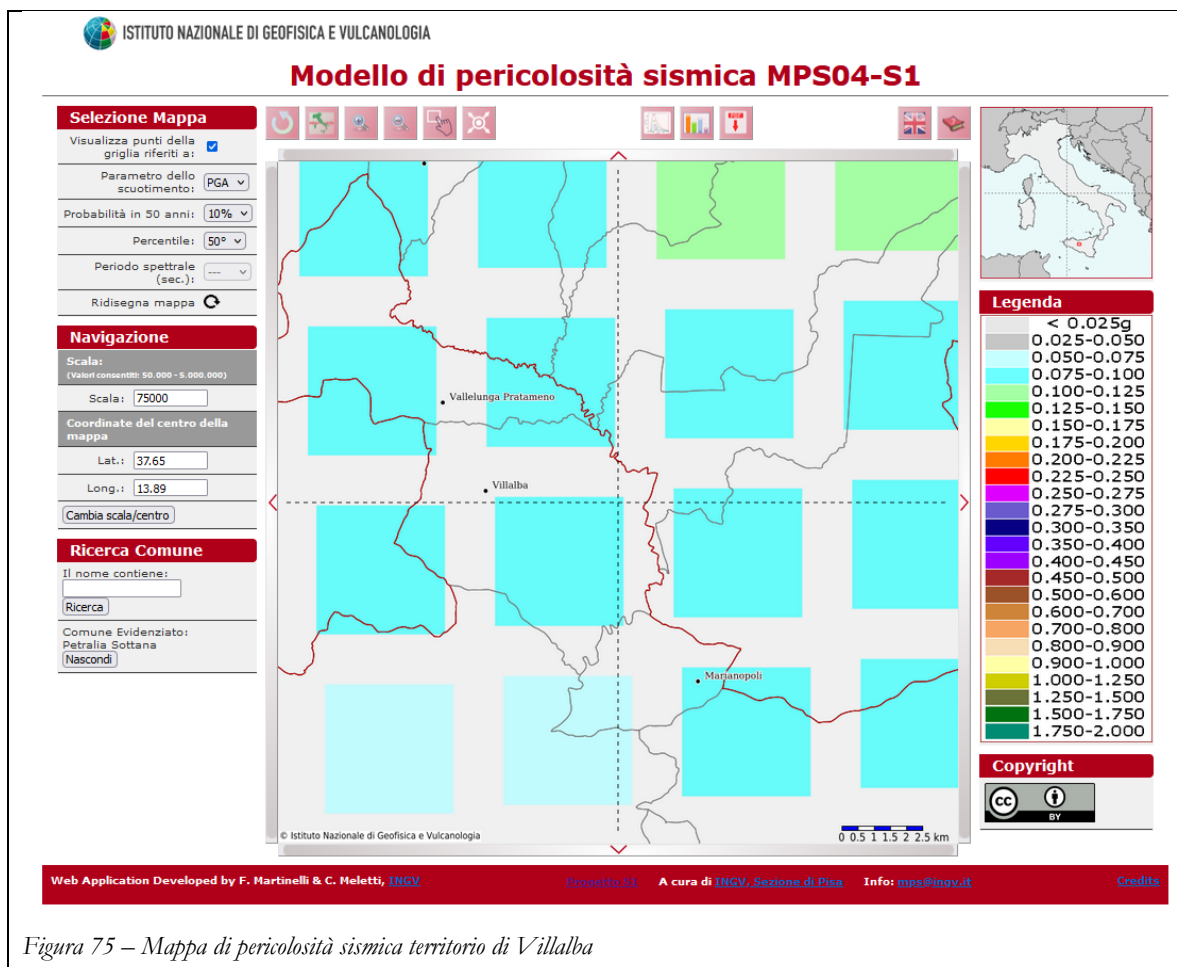 ISTITUTO NAZIONALE DI GEOFISICA E VULCANOLOGIA
Modello di pericolosità sismica MPS04-S1
Selezione Mappa
Visualizza punti della
griglia riferiti a:
Parametro dello
scuotimento: PGA
Probabilità in 50 anni: 10%
Percentile: 50°
Periodo spettrale
(sec.): ---
Ridisegna mappa
Navigazione
Scala:
(Valori consentiti: 50.000 - 5.000.000)
Scala: 75000
Coordinate del centro della
mappa
Lat.: 37.65
Long.: 13.89
Cambia scala/centro
Ricerca Comune
Il nome contiene:
Ricerca
Comune Evidenziato:
Petralia Sottana
Nascondi
Vallelunga Pratameno
Villalba
Marianopoli
© Istituto Nazionale di Geofisica e Vulcanologia
0 0.5 1 1.5 2 2.5 km
Legenda
< 0.025g
0.025-0.050
0.050-0.075
0.075-0.100
0.100-0.125
0.125-0.150
0.150-0.175
0.175-0.200
0.200-0.225
0.225-0.250
0.250-0.275
0.275-0.300
0.300-0.350
0.350-0.400
0.400-0.450
0.450-0.500
0.500-0.600
0.600-0.700
0.700-0.800
0.800-0.900
0.900-1.000
1.000-1.250
1.250-1.500
1.500-1.750
1.750-2.000
Copyright
cc
BY
Web Application Developed by F. Martinelli & C. Meletti, INGV Progetto S1 A cura di INGV, Sezione di Pisa Info: mps@ingv.it Credits
Figura 75 – Mappa di pericolosità sismica territorio di Villalba